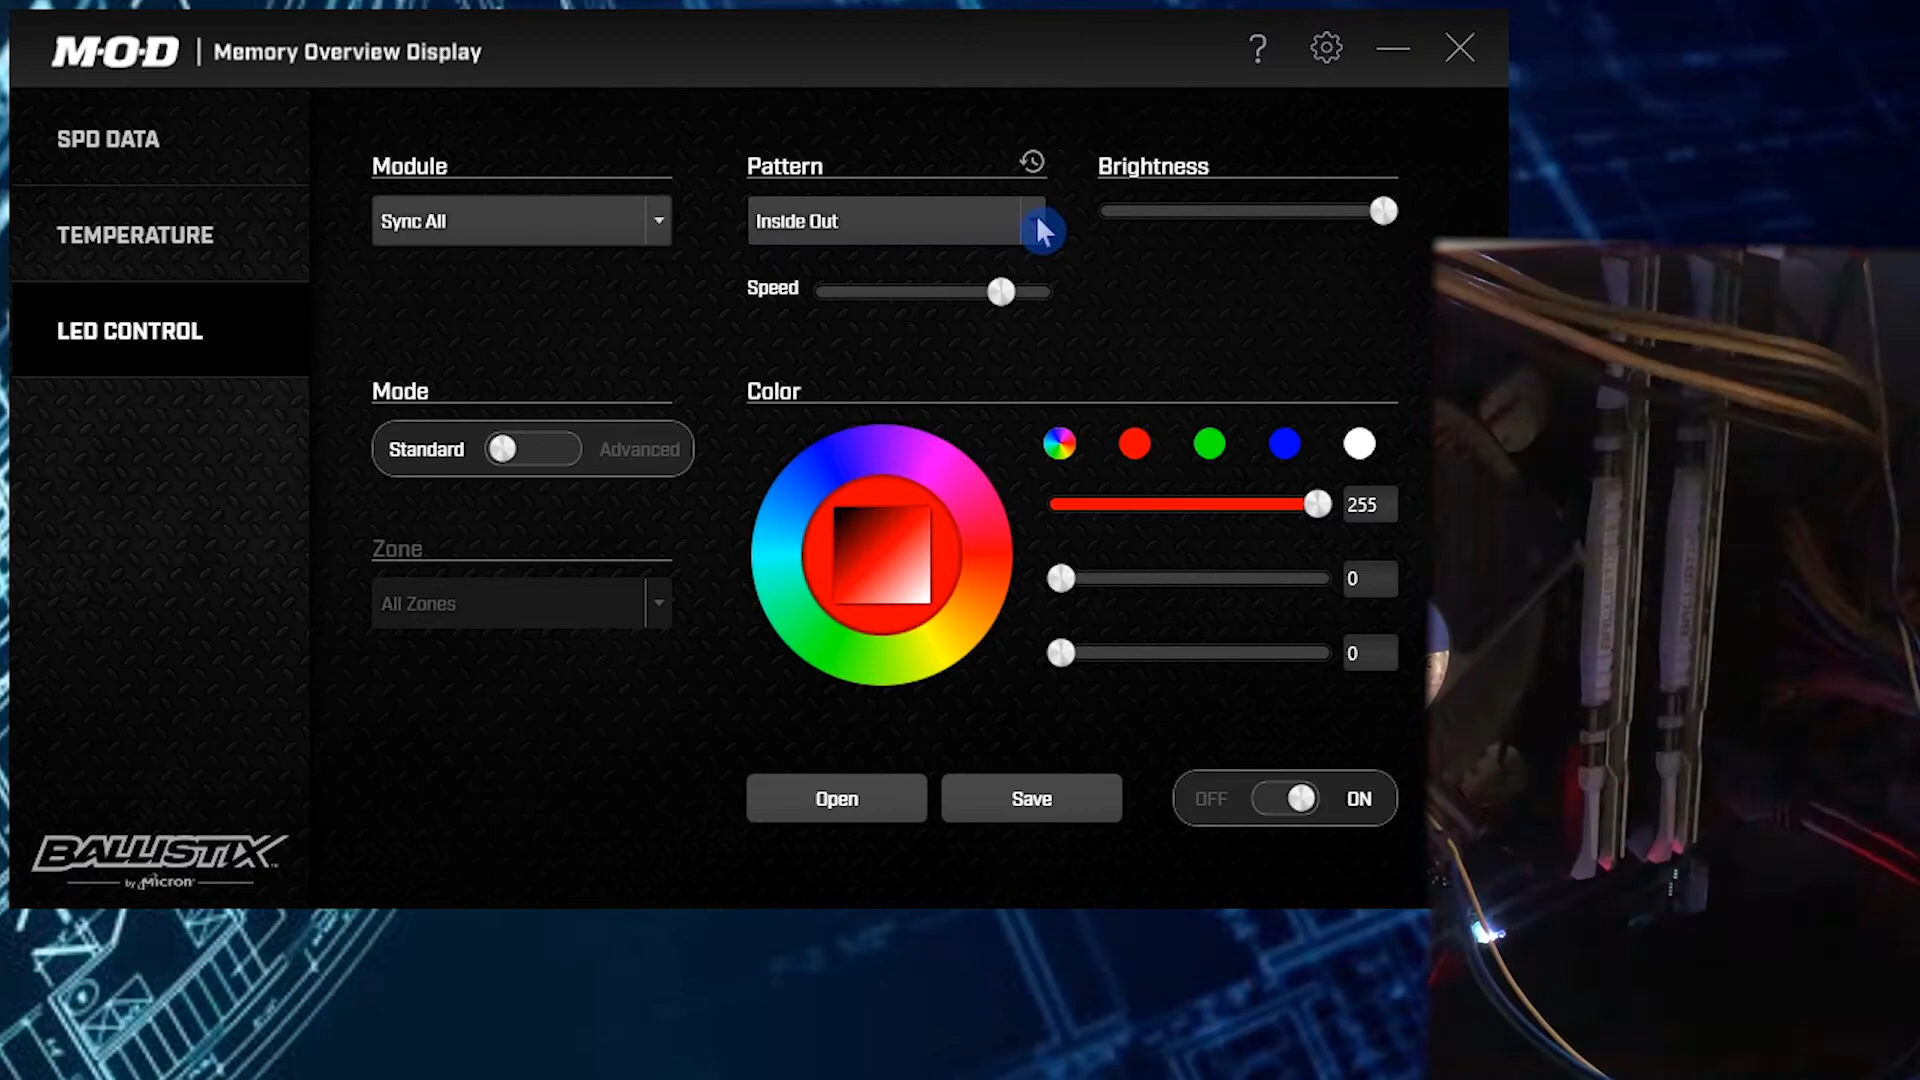 M·O·D | Memory Overview Display
?
SPD DATA
TEMPERATURE
LED CONTROL
Module
Sync All
Pattern
Inside Out
Speed
Brightness
Mode
Standard
Advanced
Zone
All Zones
Color
255
0
0
Open
Save
OFF
ON
BALLISTIX
by Micron